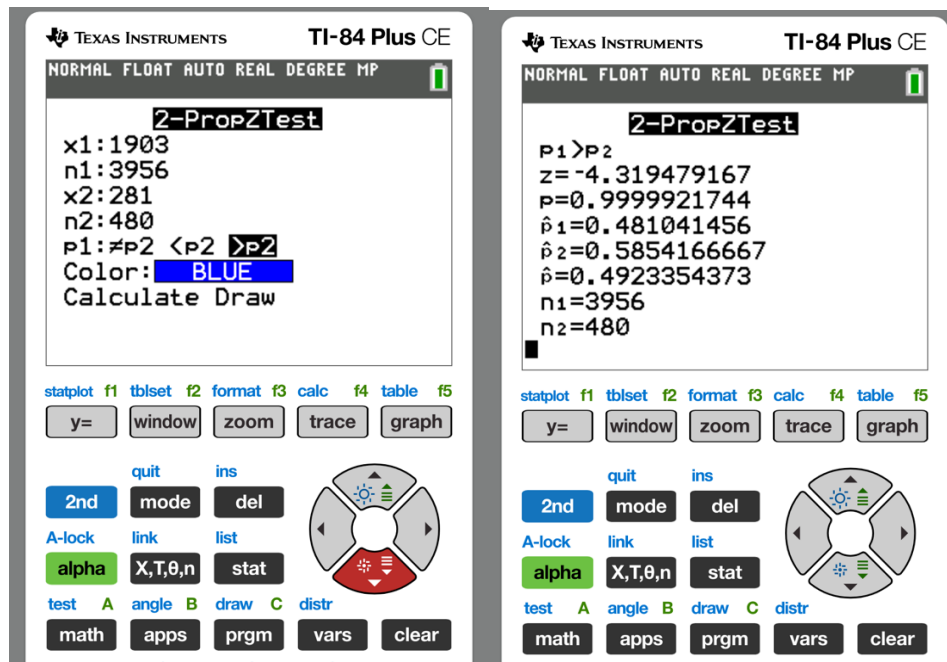 TEXAS INSTRUMENTS TI-84 Plus CE
NORMAL FLOAT AUTO REAL DEGREE MP
2-PropZTest
x1:1903
n1:3956
x2:281
n2:480
p1:≠p2 <p2 >p2
Color: BLUE
Calculate Draw
statplot f1 tblset f2 format f3 calc f4 table f5
y= window zoom trace graph
quit ins
2nd mode del
A-lock link list
alpha X,T,θ,n stat
test A angle B draw C distr
math apps prgm vars clear
TEXAS INSTRUMENTS TI-84 Plus CE
NORMAL FLOAT AUTO REAL DEGREE MP
2-PropZTest
p1>p2
z=-4.319479167
p=0.9999921744
p̂1=0.481041456
p̂2=0.5854166667
p̂=0.4923354373
n1=3956
n2=480
statplot f1 tblset f2 format f3 calc f4 table f5
y= window zoom trace graph
quit ins
2nd mode del
A-lock link list
alpha X,T,θ,n stat
test A angle B draw C distr
math apps prgm vars clear